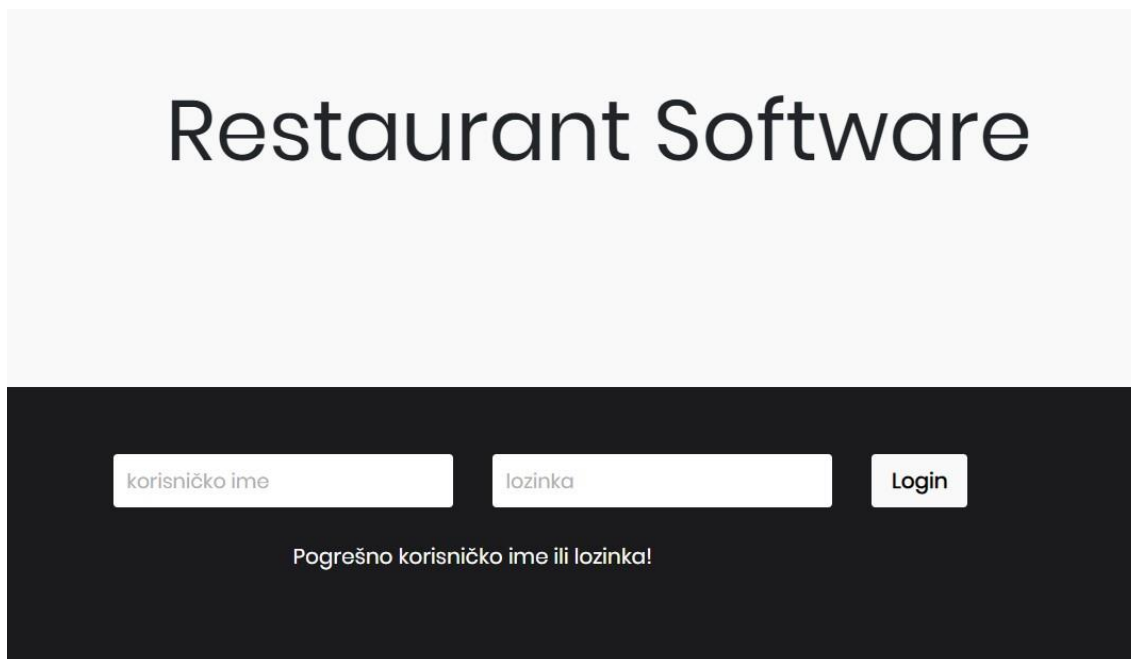 Restaurant Software
korisničko ime
lozinka
Login
Pogrešno korisničko ime ili lozinka!